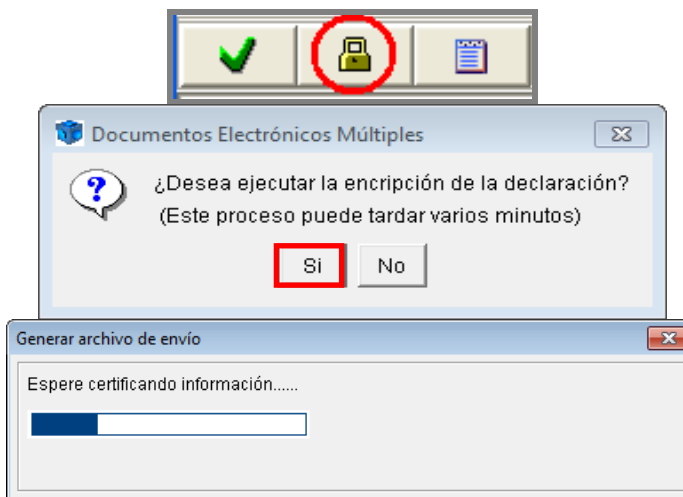 Documentos Electrónicos Múltiples
¿Desea ejecutar la encripción de la declaración?
(Este proceso puede tardar varios minutos)
Si No
Generar archivo de envío
Espere certificando información......